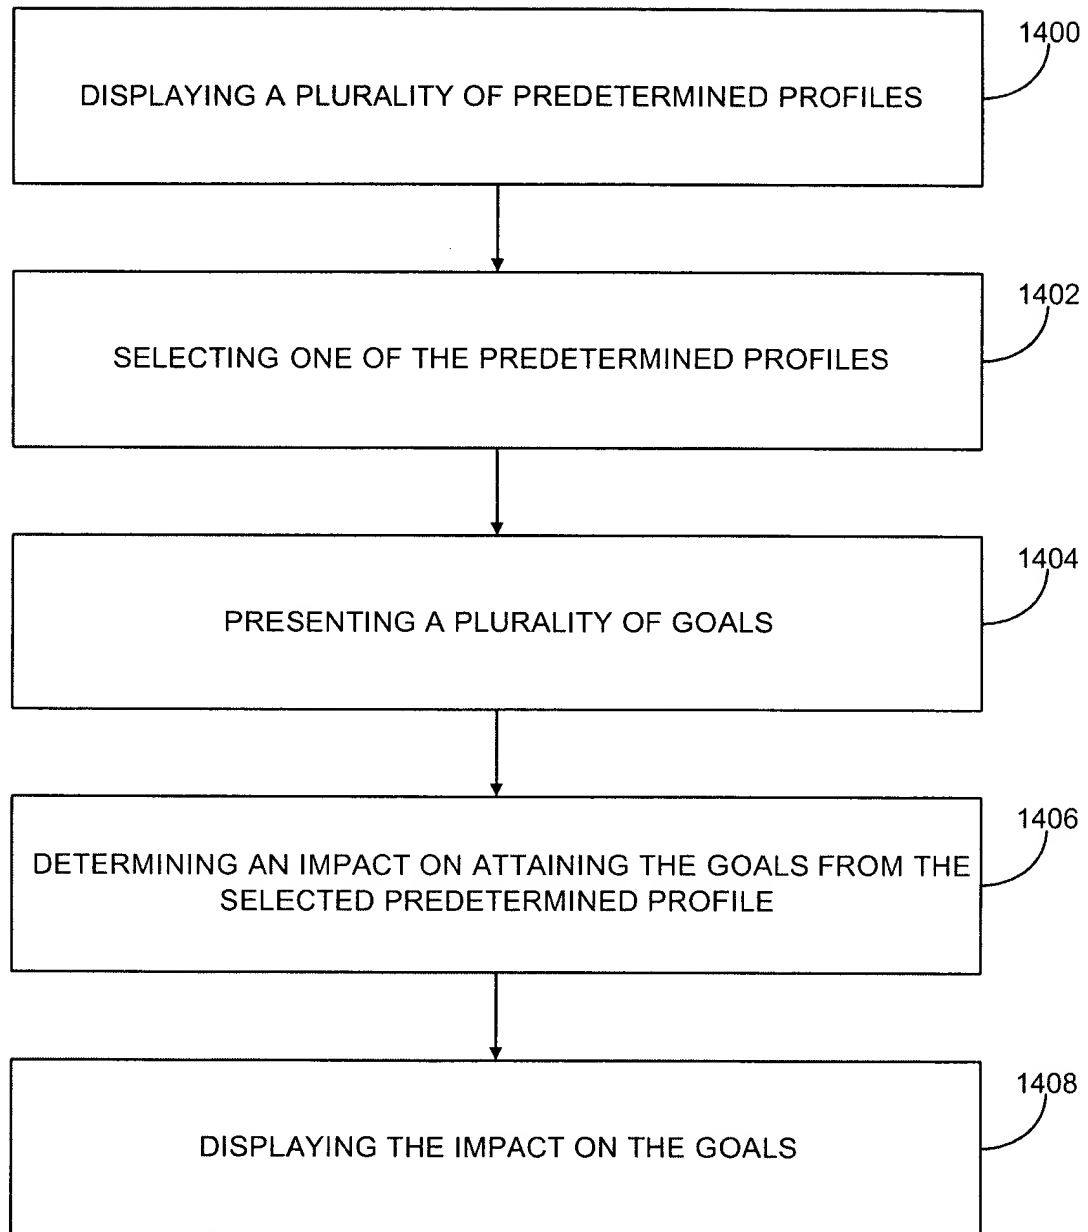 1400
DISPLAYING A PLURALITY OF PREDETERMINED PROFILES
1402
SELECTING ONE OF THE PREDETERMINED PROFILES
1404
PRESENTING A PLURALITY OF GOALS
1406
DETERMINING AN IMPACT ON ATTAINING THE GOALS FROM THE
SELECTED PREDETERMINED PROFILE
1408
DISPLAYING THE IMPACT ON THE GOALS